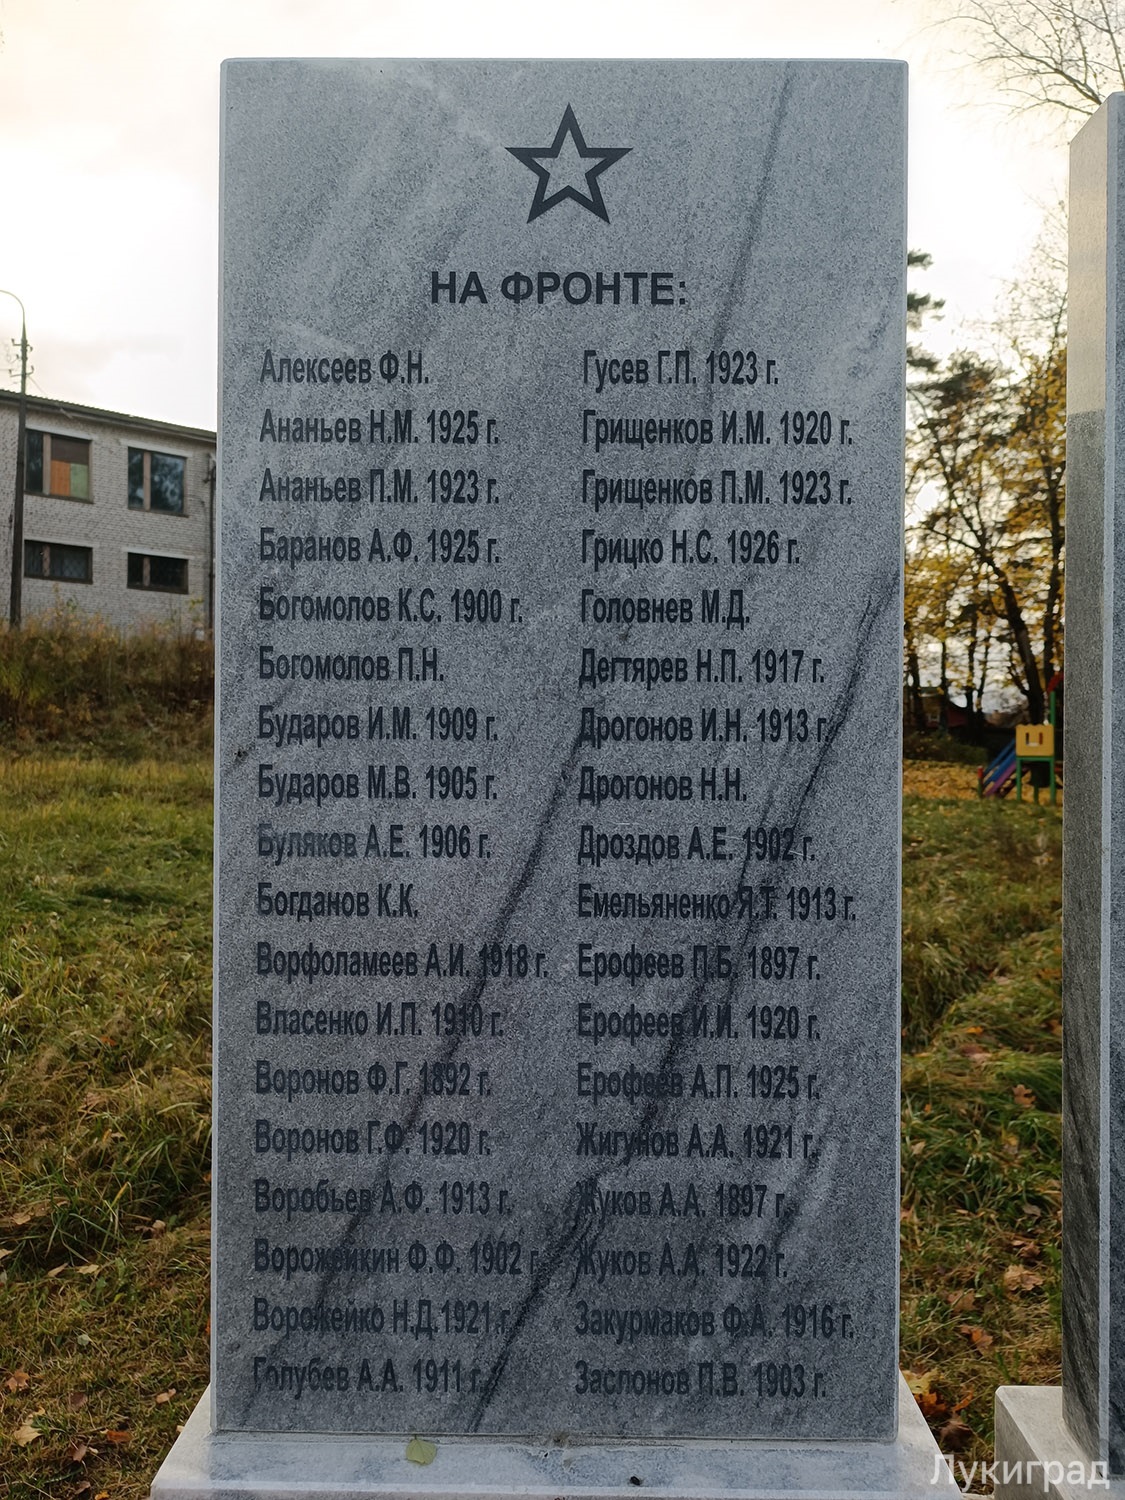 НА ФРОНТЕ:
Алексеев Ф.Н.
Ананьев Н.М. 1925 г.
Ананьев П.М. 1923 г.
Баранов А.Ф. 1925 г.
Богомолов К.С. 1900 г.
Богомолов П.Н.
Бударов И.М. 1909 г.
Бударов М.В. 1905 г.
Буляков А.Е. 1906 г.
Богданов К.К.
Ворфоламеев А.И. 1918 г.
Власенко И.П. 1910 г.
Воронов Ф.Г. 1892 г.
Воронов Г.Ф. 1920 г.
Воробьев А.Ф. 1913 г.
Ворожейкин Ф.Ф. 1902 г.
Ворожейко Н.Д.1921 г.
Голубев А.А. 1911 г.
Гусев Г.П. 1923 г.
Грищенков И.М. 1920 г.
Грищенков П.М. 1923 г.
Грицко Н.С. 1926 г.
Головнев М.Д.
Дегтярев Н.П. 1917 г.
Дрогонов И.Н. 1913 г.
Дрогонов Н.Н.
Дроздов А.Е. 1902 г.
Емельяненко Я.Т. 1913 г.
Ерофеев П.Б. 1897 г.
Ерофеев И.И. 1920 г.
Ерофеев А.П. 1925 г.
Жигунов А.А. 1921 г.
Жуков А.А. 1897 г.
Жуков А.А. 1922 г.
Закурмаков Ф.А. 1916 г.
Заслонов П.В. 1903 г.
Лукиград